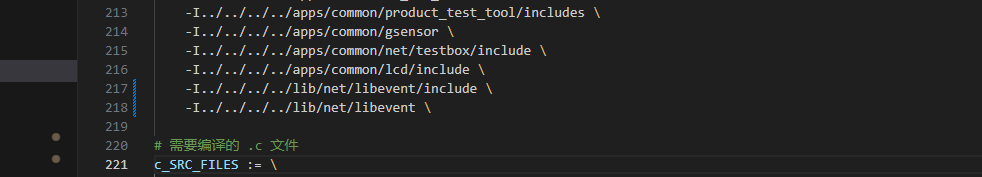 213 -I../../../../apps/common/product_test_tool/includes \
214 -I../../../../apps/common/gsensor \
215 -I../../../../apps/common/net/testbox/include \
216 -I../../../../apps/common/lcd/include \
217 -I../../../../lib/net/libevent/include \
218 -I../../../../lib/net/libevent \
219
220 # 需要编译的 .c 文件
221 c_SRC_FILES := \